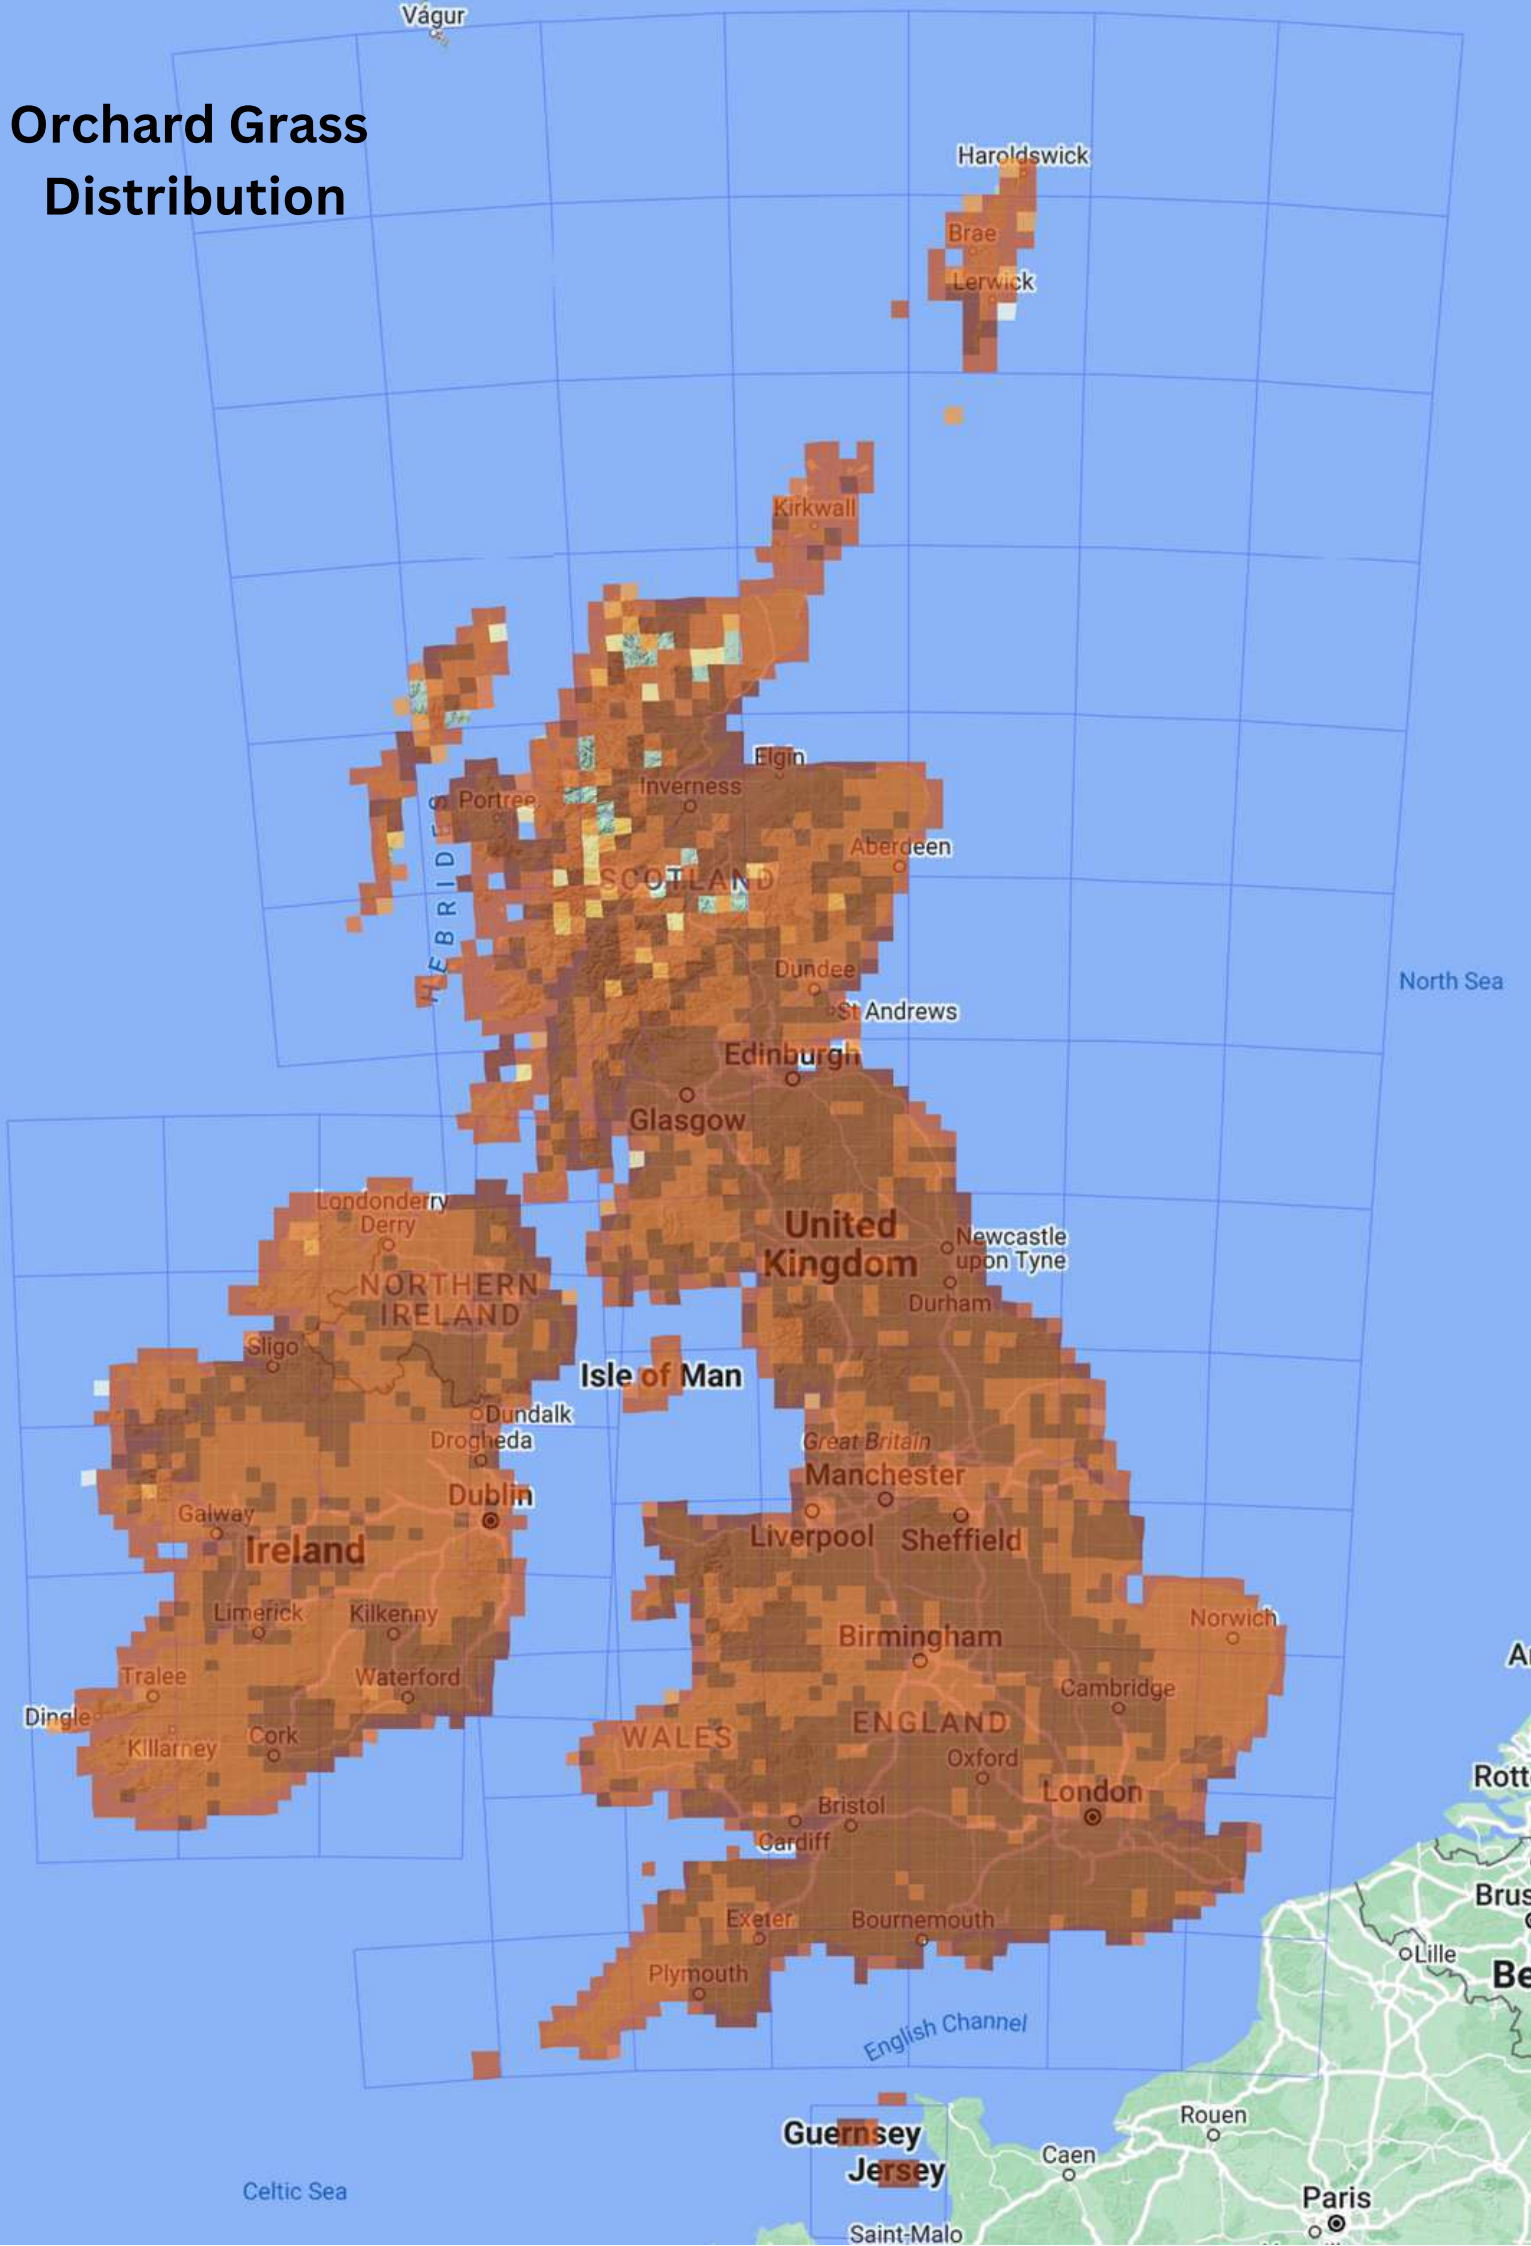 Vágur
Orchard Grass
Distribution
Haroldswick
Brae
Lerwick
Kirkwall
Elgin
Inverness
Portree
HEBRIDES
Aberdeen
SCOTLAND
Dundee
St Andrews
North Sea
Edinburgh
Glasgow
Londonderry
Derry
United
Kingdom
Newcastle
upon Tyne
NORTHERN
IRELAND
Durham
Sligo
Isle of Man
Dundalk
Drogheda
Great Britain
Manchester
Dublin
Galway
Liverpool
Sheffield
Ireland
Limerick
Kilkenny
Norwich
Birmingham
Tralee
Waterford
Cambridge
Dingle
Cork
Killarney
WALES
ENGLAND
Oxford
London
Rott
Bristol
Cardiff
Brus
Exeter
Bournemouth
Lille
Be
Plymouth
English Channel
Guernsey
Rouen
Jersey
Caen
Celtic Sea
Paris
Saint-Malo